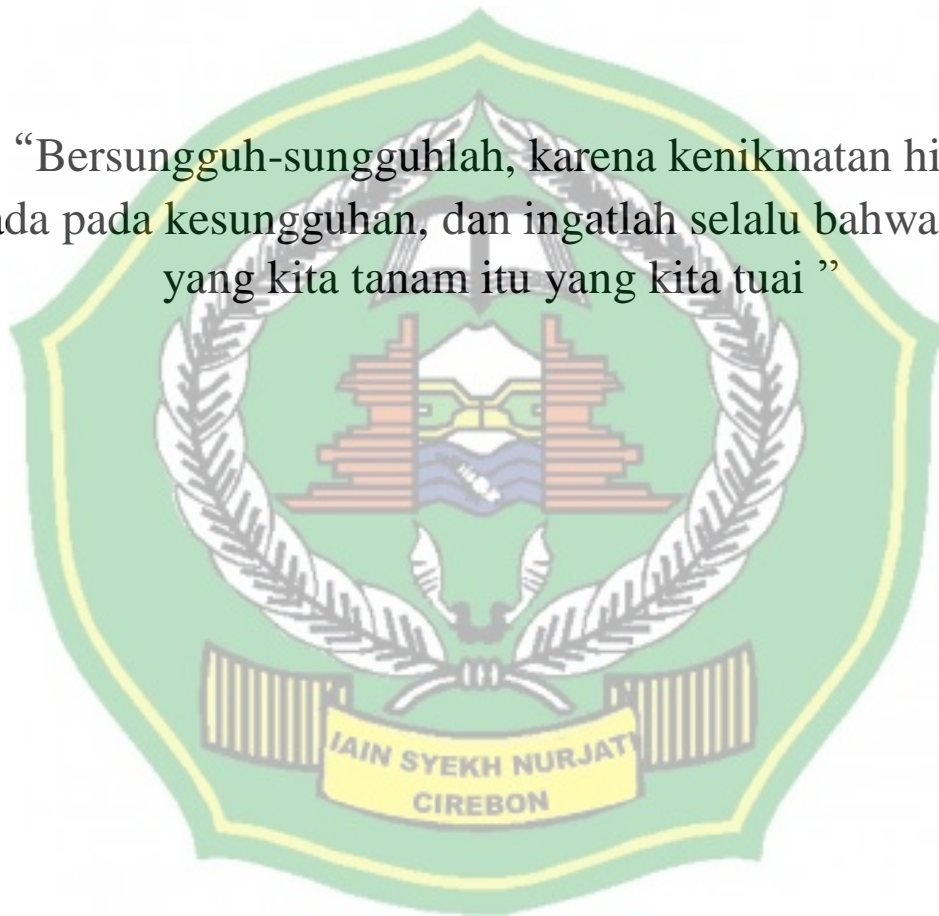 “Bersungguh-sungguhlah, karena kenikmatan hi
ada pada kesungguhan, dan ingatlah selalu bahwa
yang kita tanam itu yang kita tuai ”
IAIN SYEKH NURJATI
CIREBON